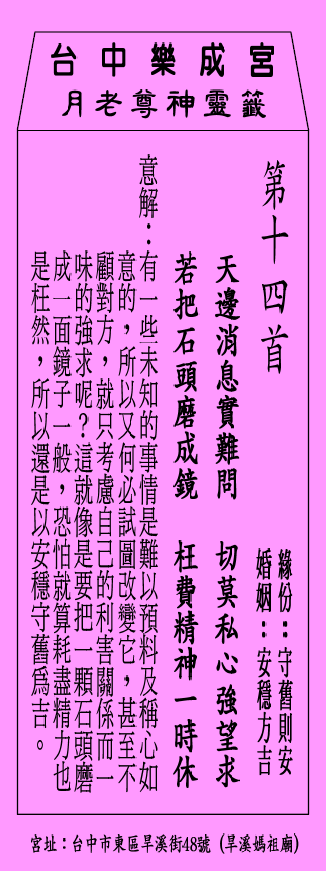 台中樂成宮
月老尊神靈籤
第十四首
天邊消息實難問　切莫私心強望求
若把石頭磨成鏡　枉費精神一時休
緣份：守舊則安
婚姻：安穩方吉
意解：有一些未知的事情是難以預料及稱心如
意的，所以又何必試圖改變它，甚至不
顧對方，就只考慮自己的利害關係而一
味的強求呢？這就像是要把一顆石頭磨
成一面鏡子一般，恐怕就算耗盡精力也
是枉然，所以還是以安穩守舊為吉。
宮址：台中市東區旱溪街48號（旱溪媽祖廟）